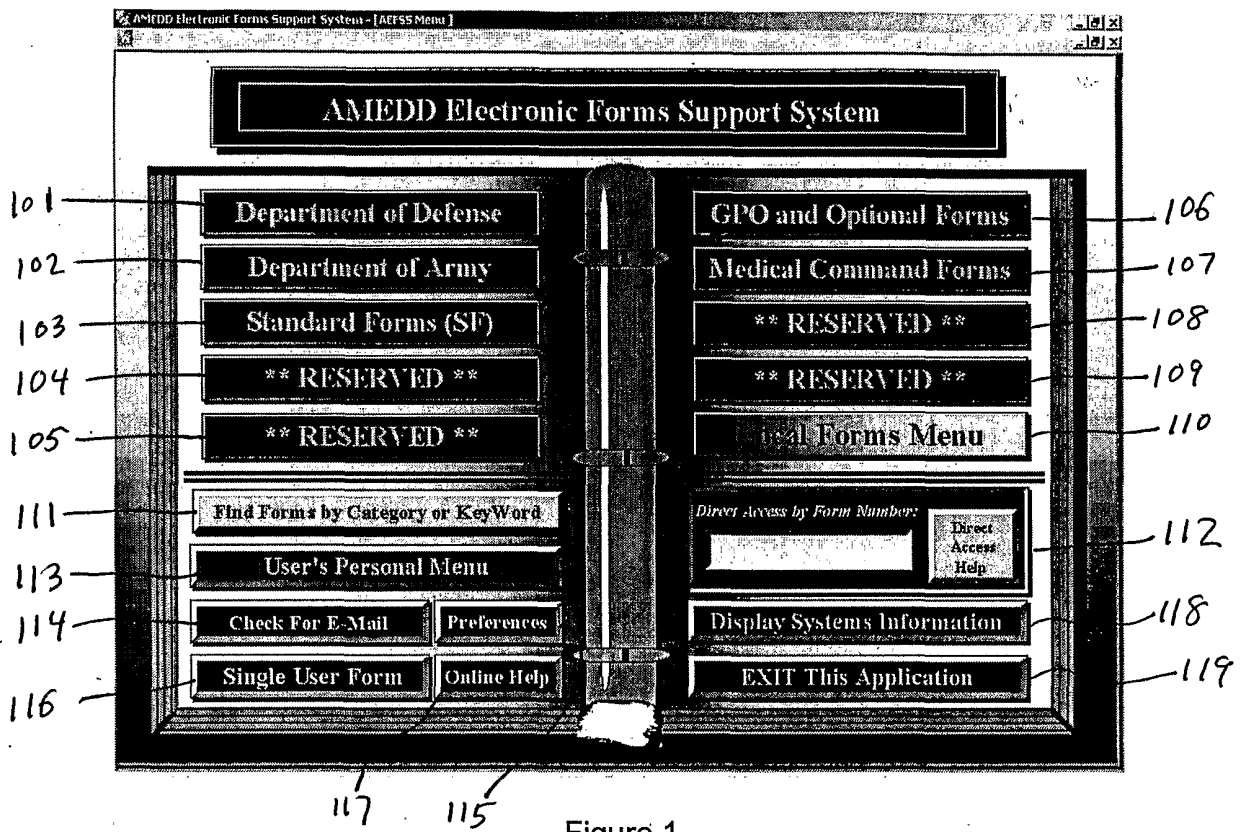 AMEDD Electronic Forms Support System - [AEFSS Menu]
AMEDD Electronic Forms Support System
101
Department of Defense
GPO and Optional Forms
106
102
Department of Army
Medical Command Forms
107
103
Standard Forms (SF)
** RESERVED **
108
104
** RESERVED **
** RESERVED **
109
105
** RESERVED **
Forms Menu
110
111
Find Forms by Category or KeyWord
Direct Access by Form Number:
Direct
Access
Help
112
113
User's Personal Menu
114
Check For E-Mail
Preferences
Display Systems Information
118
116
Single User Form
Online Help
EXIT This Application
119
117
115
Figure 1